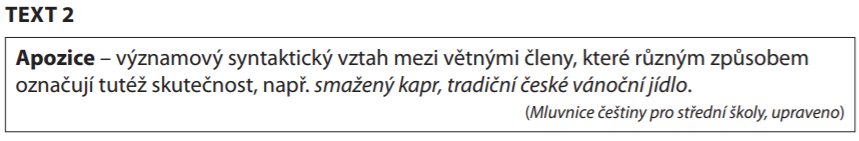 TEXT 2
Apozice – významový syntaktický vztah mezi větnými členy, které různým způsobem
označují tutéž skutečnost, např. smažený kapr, tradiční české vánoční jídlo.
(Mluvnice češtiny pro střední školy, upraveno)